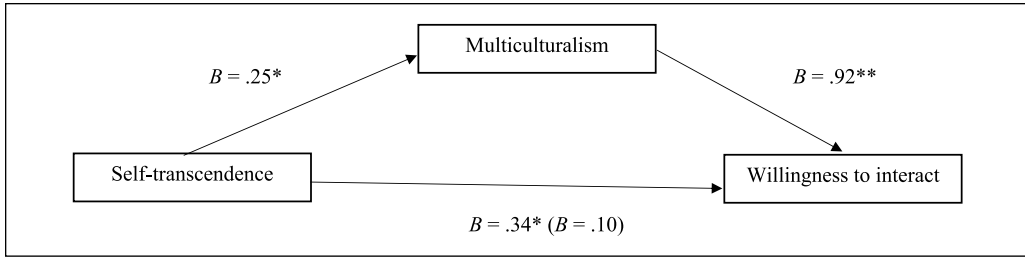 Multiculturalism
B = .25*
B = .92**
Self-transcendence
Willingness to interact
B = .34* (B = .10)